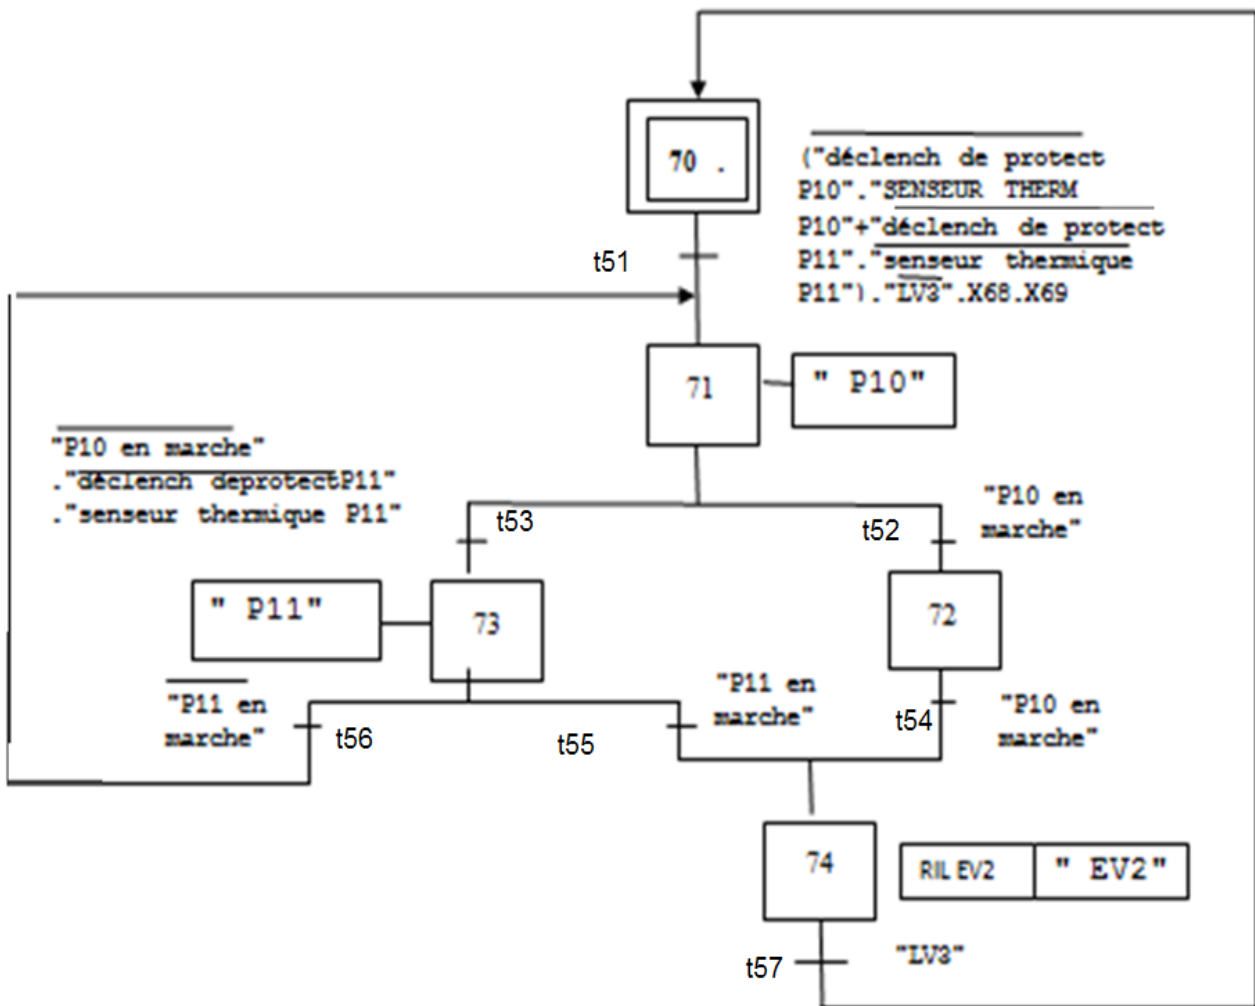 70 .
("déclench de protect
P10"."SENSEUR THERM
P10"+"déclench de protect
P11"."senseur thermique
P11")."LV3".X68.X69
t51
71
" P10"
"P10 en marche"
."déclench deprotectP11"
."senseur thermique P11"
t53
t52
"P10 en
marche"
" P11"
73
72
"P11 en
marche"
t56
t55
"P11 en
marche"
t54
"P10 en
marche"
74
RIL EV2
" EV2"
t57
"LV3"